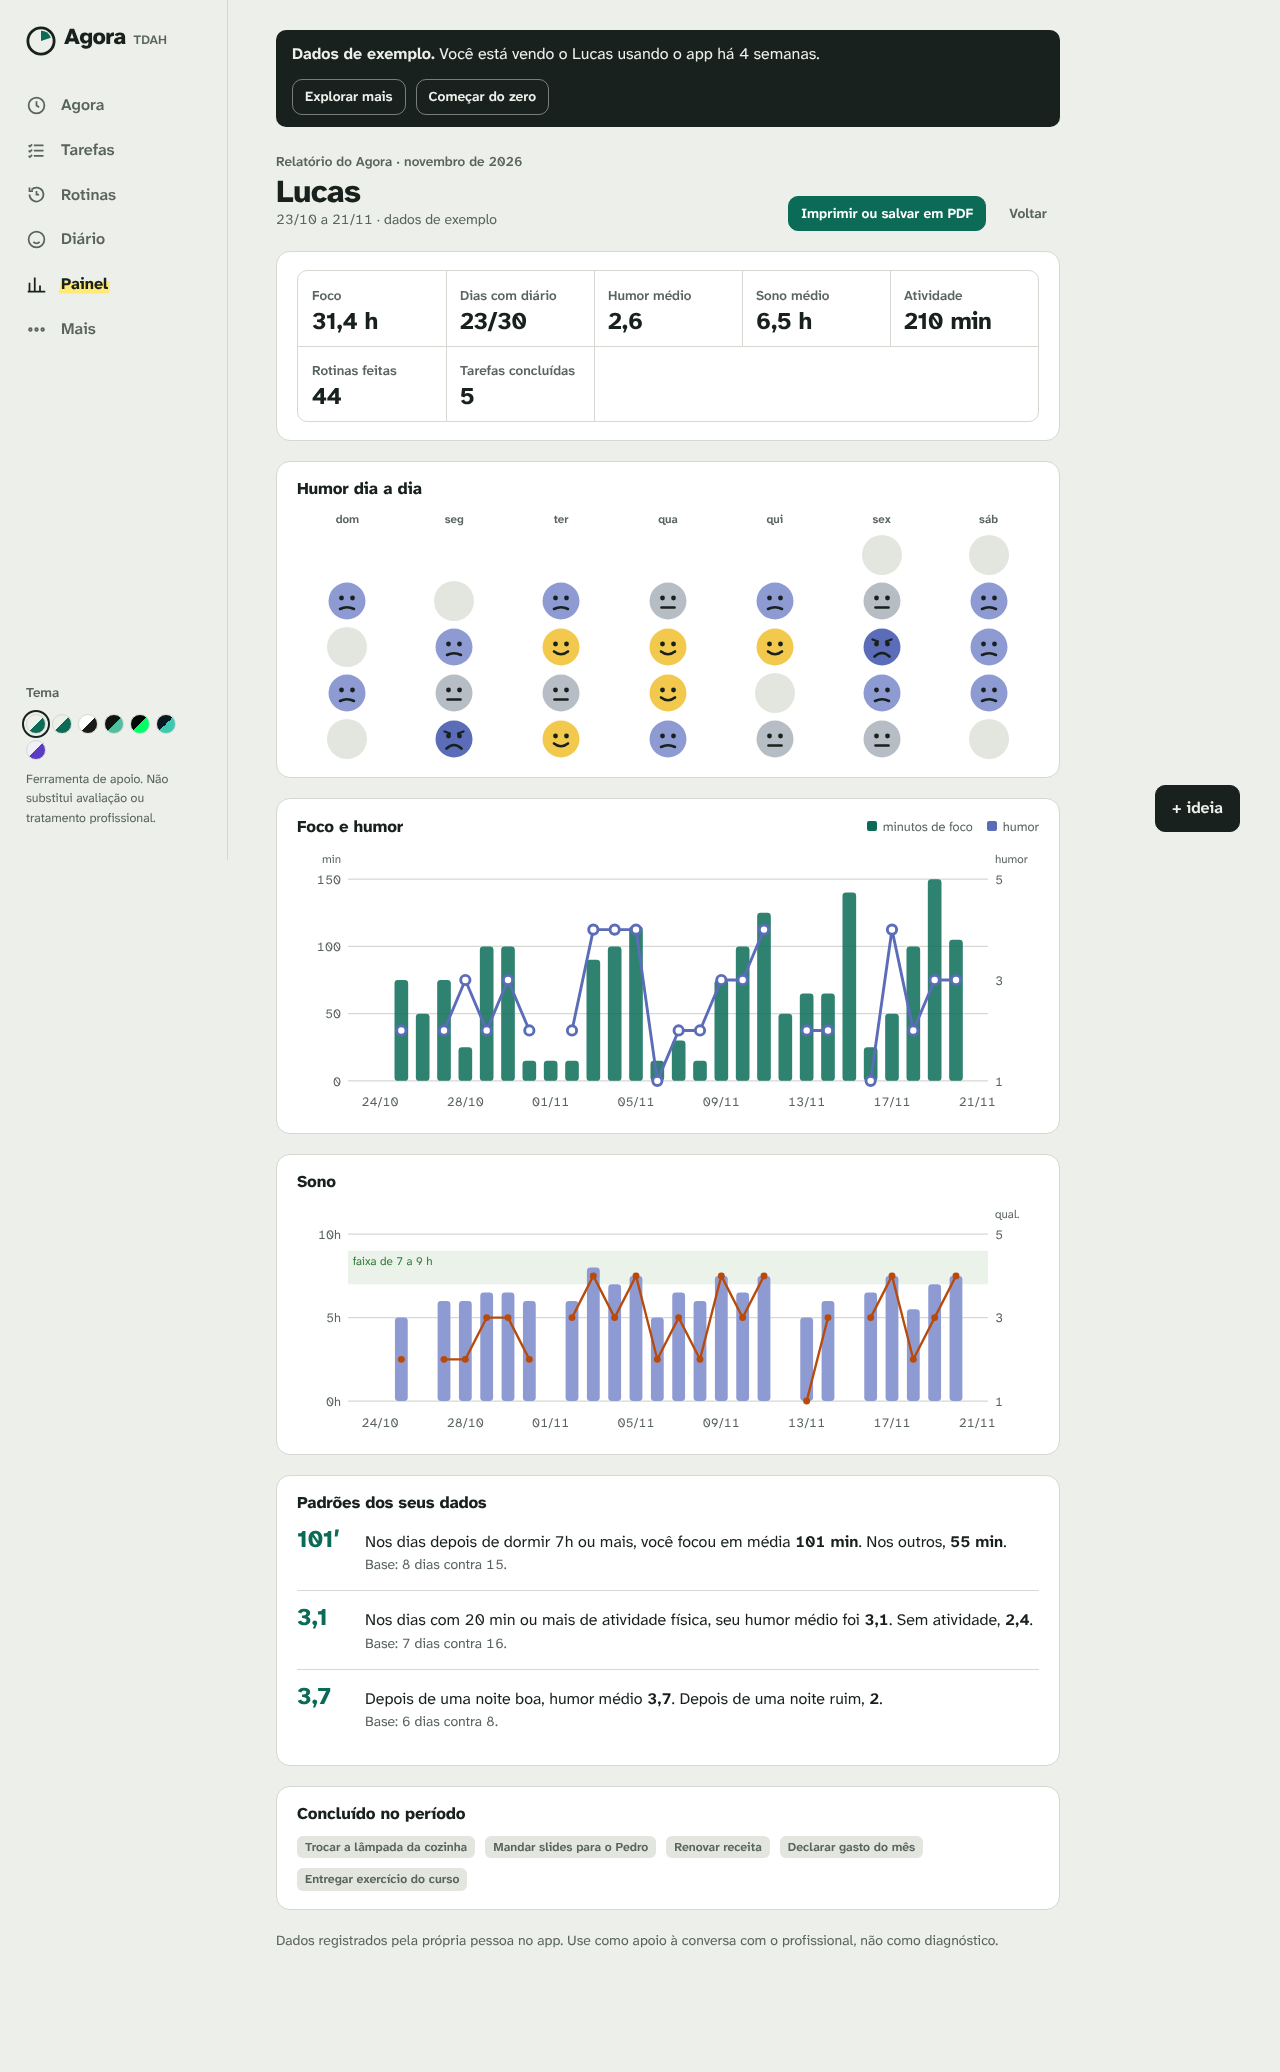 Agora TDAH
Agora
Tarefas
Rotinas
Diário
Painel
Mais
Tema
Ferramenta de apoio. Não
substitui avaliação ou
tratamento profissional.
Dados de exemplo. Você está vendo o Lucas usando o app há 4 semanas.
Explorar mais
Começar do zero
Relatório do Agora · novembro de 2026
Lucas
23/10 a 21/11 · dados de exemplo
Imprimir ou salvar em PDF
Voltar
Foco
31,4 h
Dias com diário
23/30
Humor médio
2,6
Sono médio
6,5 h
Atividade
210 min
Rotinas feitas
44
Tarefas concluídas
5
Humor dia a dia
dom seg ter qua qui sex sáb
Foco e humor
minutos de foco humor
min humor
150 5
100
3
50
0 1
24/10 28/10 01/11 05/11 09/11 13/11 17/11 21/11
+ ideia
Sono
qual.
10h 5
faixa de 7 a 9 h
5h 3
0h 1
24/10 28/10 01/11 05/11 09/11 13/11 17/11 21/11
Padrões dos seus dados
101′ Nos dias depois de dormir 7h ou mais, você focou em média 101 min. Nos outros, 55 min.
Base: 8 dias contra 15.
3,1 Nos dias com 20 min ou mais de atividade física, seu humor médio foi 3,1. Sem atividade, 2,4.
Base: 7 dias contra 16.
3,7 Depois de uma noite boa, humor médio 3,7. Depois de uma noite ruim, 2.
Base: 6 dias contra 8.
Concluído no período
Trocar a lâmpada da cozinha
Mandar slides para o Pedro
Renovar receita
Declarar gasto do mês
Entregar exercício do curso
Dados registrados pela própria pessoa no app. Use como apoio à conversa com o profissional, não como diagnóstico.